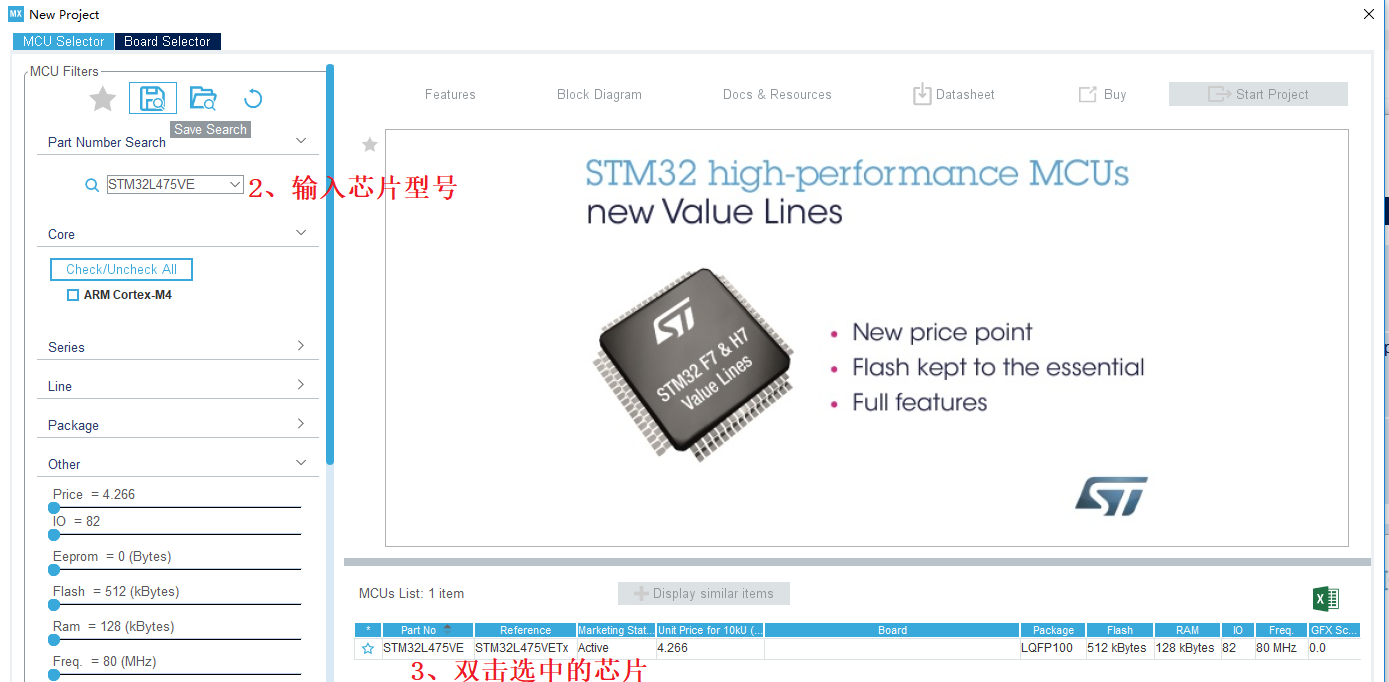 MX New Project
MCU Selector Board Selector
MCU Filters
Features Block Diagram Docs & Resources Datasheet Buy Start Project
Save Search
Part Number Search
STM32L475VE 2、输入芯片型号
Core
Check/Uncheck All
ARM Cortex-M4
Series
Line
Package
Other
Price = 4.266
IO = 82
Eeprom = 0 (Bytes)
Flash = 512 (kBytes)
Ram = 128 (kBytes)
Freq. = 80 (MHz)
STM32 high-performance MCUs
new Value Lines
ST
STM32 F7 & H7
Value Lines
New price point
Flash kept to the essential
Full features
ST
MCUs List: 1 item Display similar items
* Part No Reference Marketing Stat... Unit Price for 10kU (... Board Package Flash RAM IO Freq. GFX Sc...
STM32L475VE STM32L475VETx Active 4.266 LQFP100 512 kBytes 128 kBytes 82 80 MHz 0.0
3、双击选中的芯片